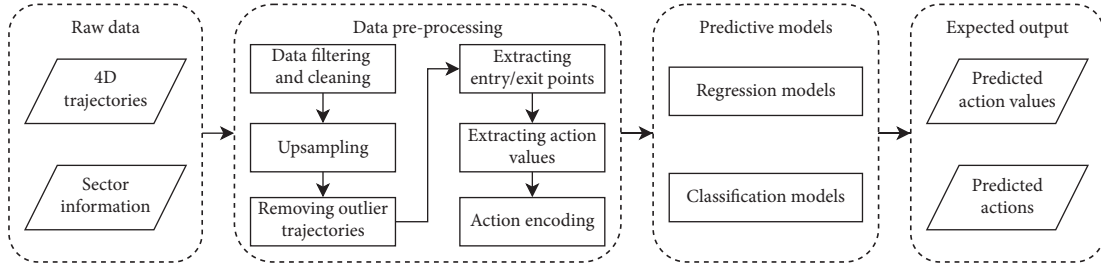 Raw data
4D
trajectories
Sector
information
Data pre-processing
Data filtering
and cleaning
Upsampling
Removing outlier
trajectories
Extracting
entry/exit points
Extracting action
values
Action encoding
Predictive models
Regression models
Classification models
Expected output
Predicted
action values
Predicted
actions